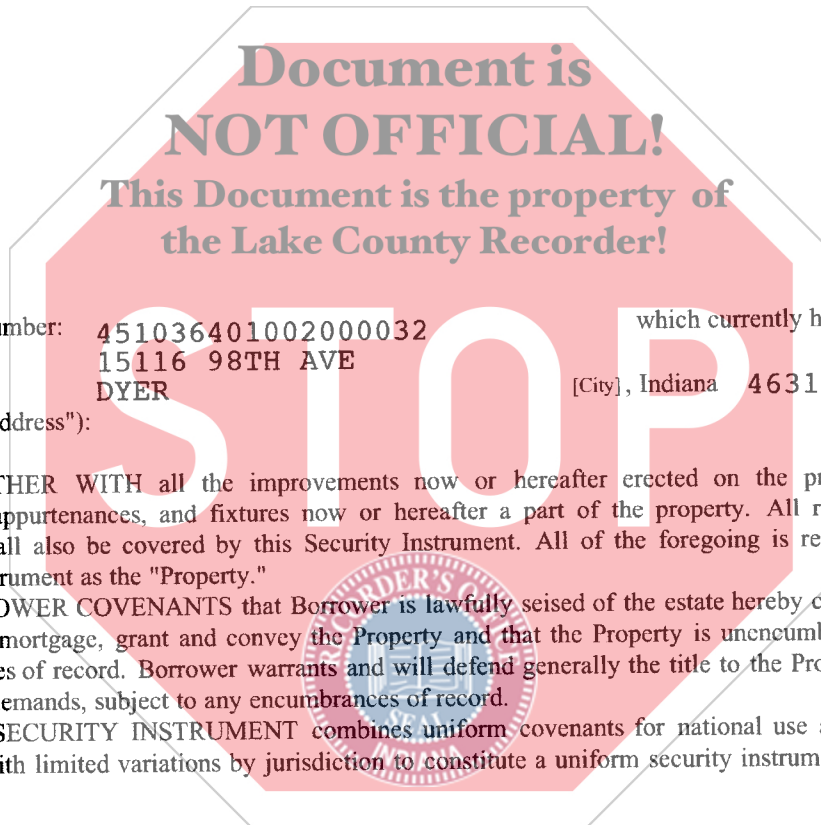 Document is
NOT OFFICIAL!
This Document is the property of
the Lake County Recorder!
STOP
mber: 451036401002000032 which currently h
15116 98TH AVE
DYER [City], Indiana 4631
ddress"):
THER WITH all the improvements now or hereafter erected on the pr
appurtenances, and fixtures now or hereafter a part of the property. All r
all also be covered by this Security Instrument. All of the foregoing is re
rument as the "Property."
OWER COVENANTS that Borrower is lawfully seised of the estate hereby c
mortgage, grant and convey the Property and that the Property is unencumb
es of record. Borrower warrants and will defend generally the title to the Pro
emands, subject to any encumbrances of record.
SECURITY INSTRUMENT combines uniform covenants for national use a
ith limited variations by jurisdiction to constitute a uniform security instrum
RECORDER'S OFFICE
SEAL
INDIANA